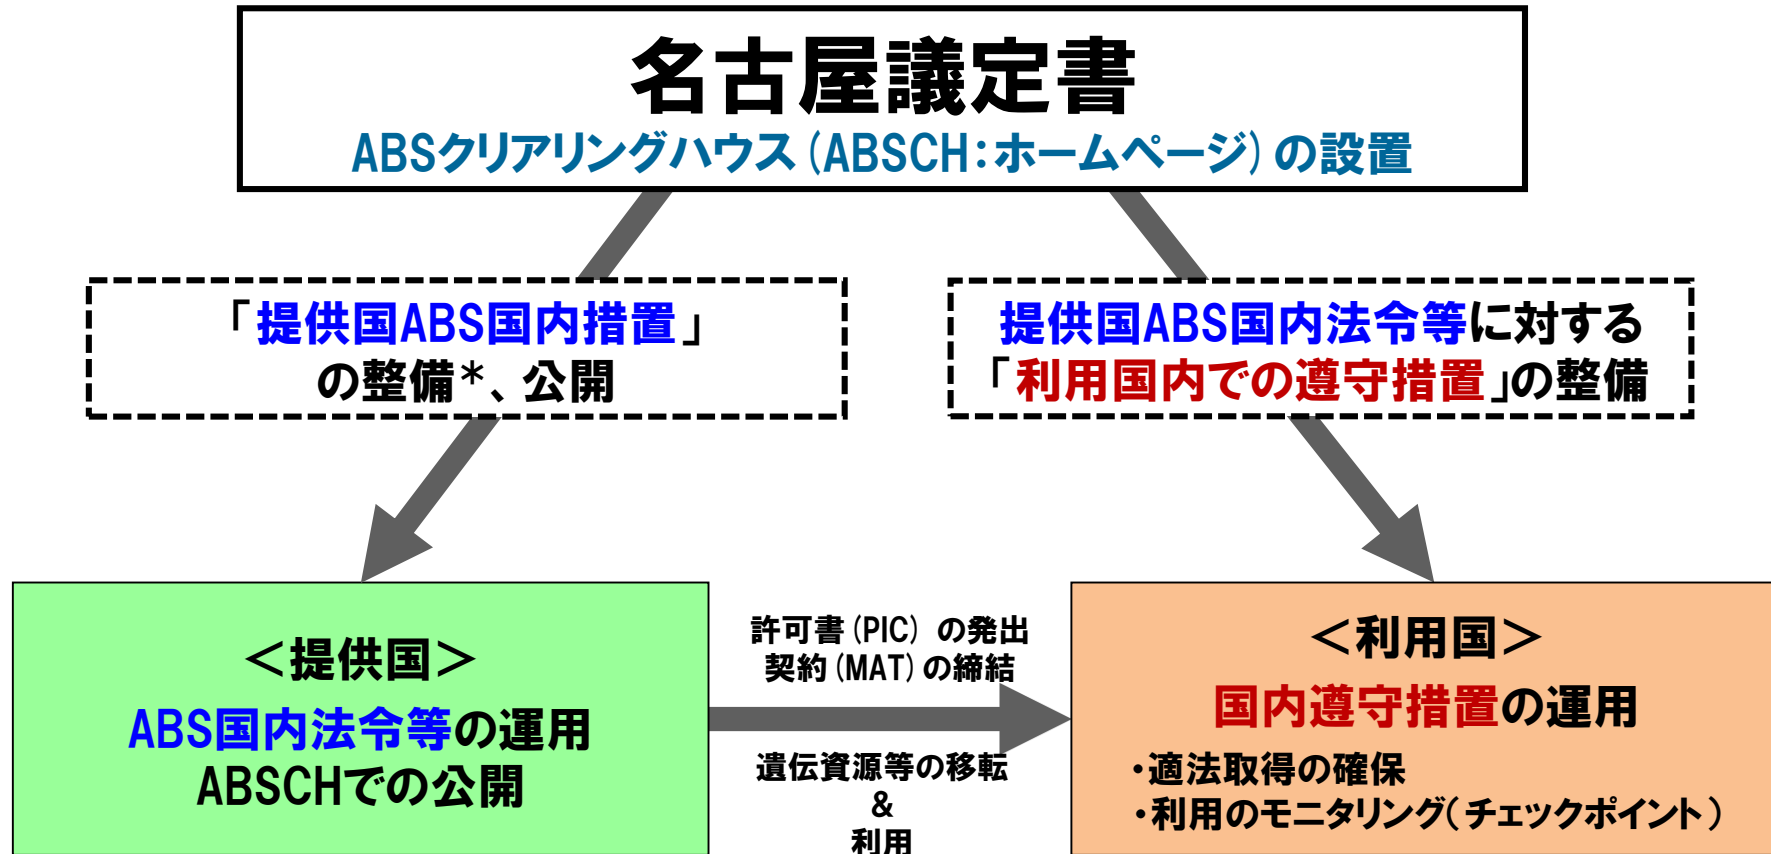 名古屋議定書
ABSクリアリングハウス(ABSCH:ホームページ)の設置
「提供国ABS国内措置」
の整備*、公開
提供国ABS国内法令等に対する
「利用国内での遵守措置」の整備
<提供国>
ABS国内法令等の運用
ABSCHでの公開
許可書(PIC) の発出
契約(MAT)の締結
遺伝資源等の移転
&
利用
<利用国>
国内遵守措置の運用
・適法取得の確保
・利用のモニタリング(チェックポイント)